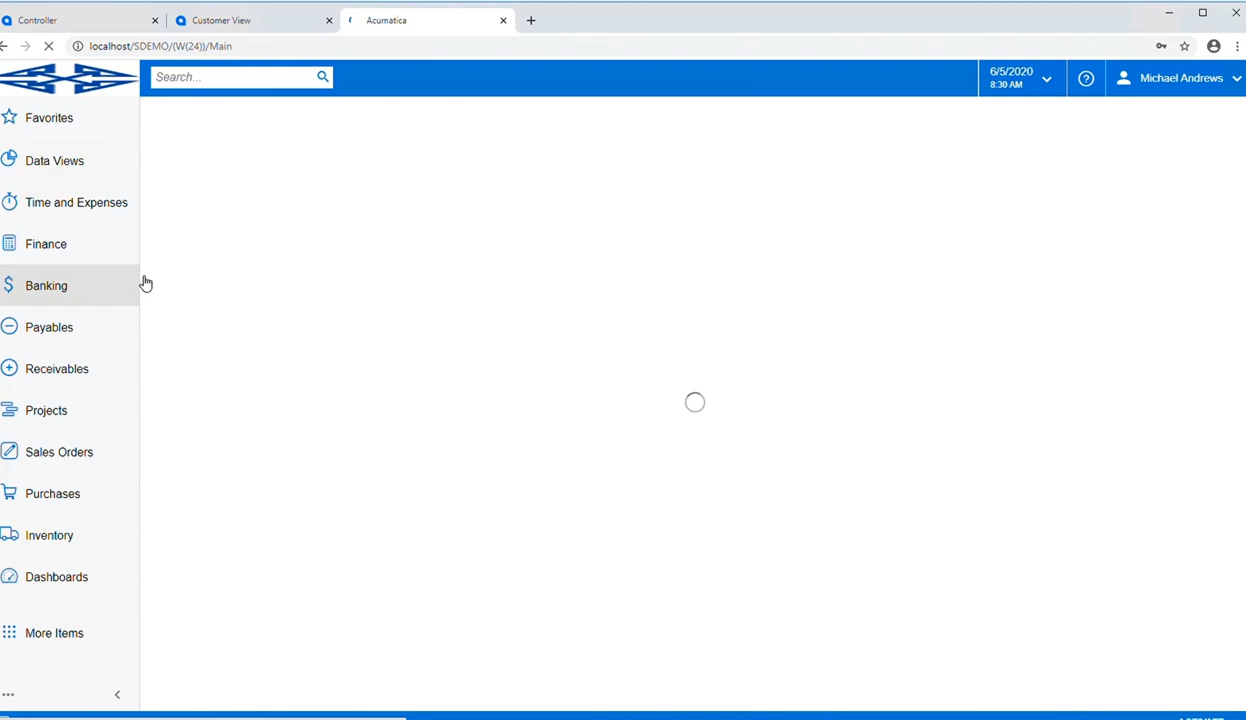 Controller
Customer View
Acumatica
localhost/SDEMO/(W(24))/Main
Search...
6/5/2020
8:30 AM
Michael Andrews
Favorites
Data Views
Time and Expenses
Finance
Banking
Payables
Receivables
Projects
Sales Orders
Purchases
Inventory
Dashboards
More Items